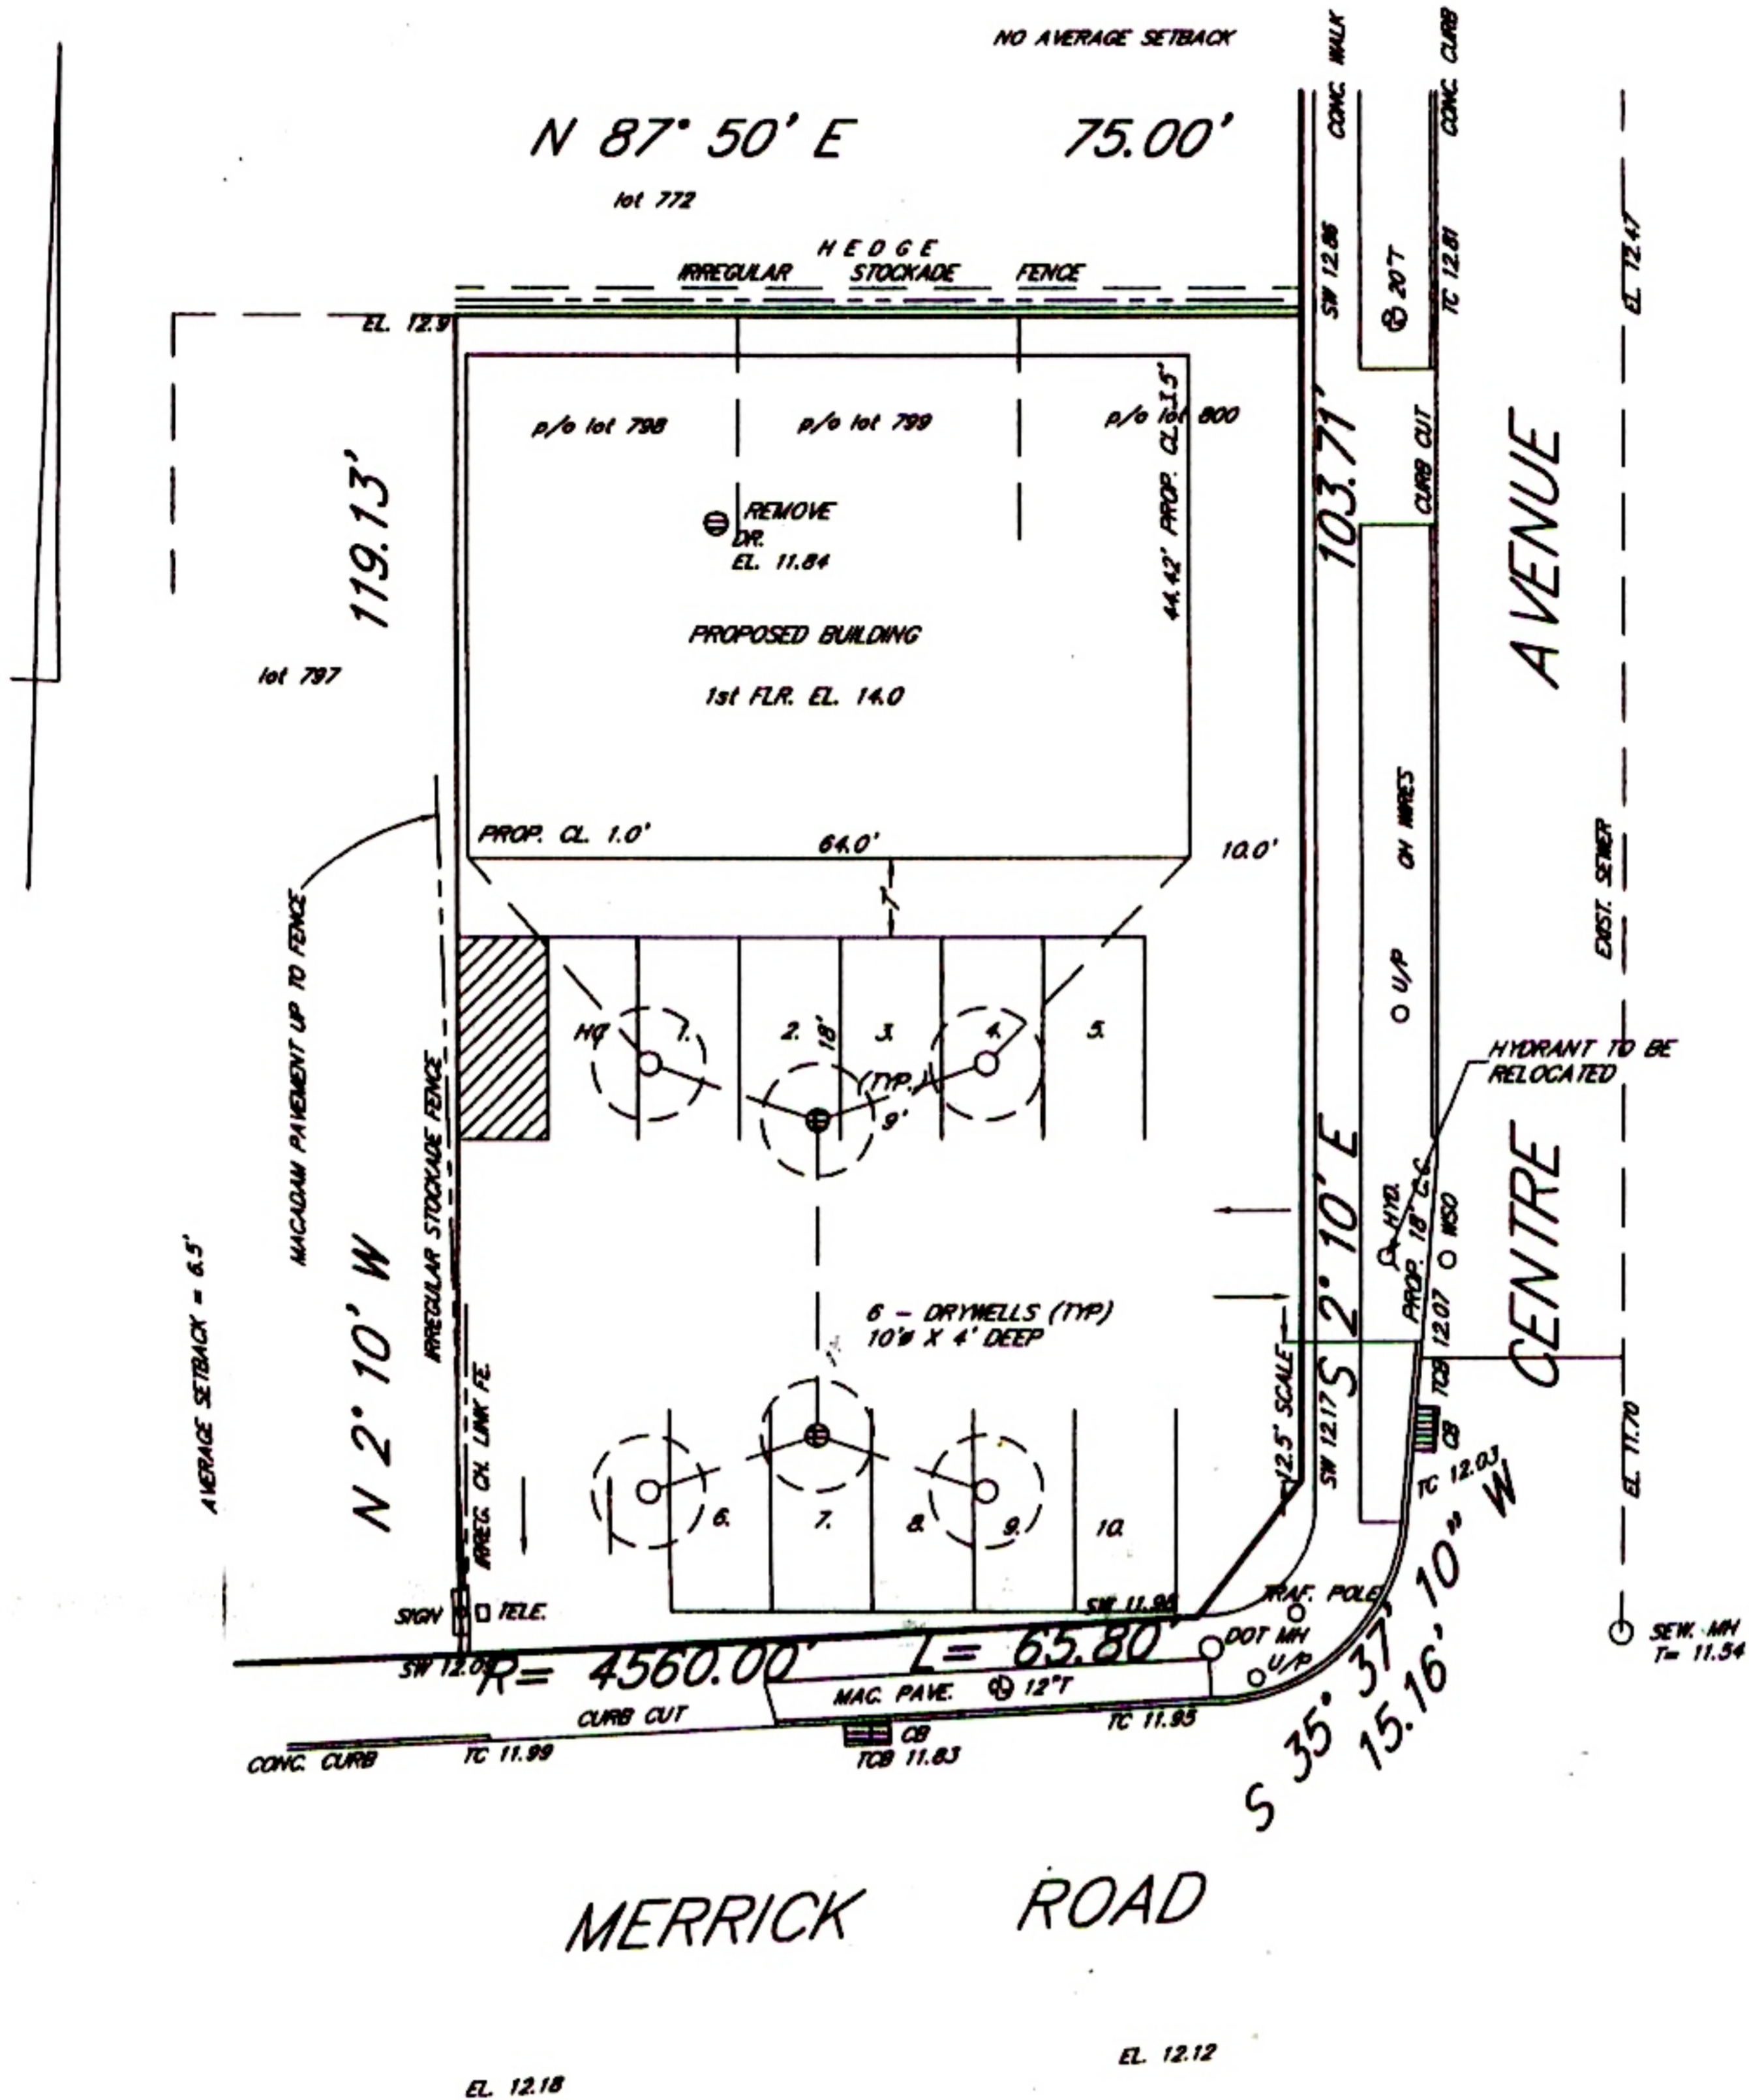 NO AVERAGE SETBACK
CONC. WALK
CONC. CURB
N 87° 50' E 75.00'
lot 772
HEDGE
IRREGULAR STOCKADE FENCE
SW 12.86
20"T
TC 12.81
EL 12.47
EL. 12.9
p/o lot 798
p/o lot 799
p/o lot 800
44.42' PROP. CL. 3.5'
103.71'
CURB CUT
AVENUE
119.13'
REMOVE
DR.
EL. 11.84
PROPOSED BUILDING
1st FLR. EL. 14.0
lot 797
PROP. CL. 1.0'
64.0'
10.0'
7'
OH WIRES
U/P
EXIST. SEWER
MACADAM PAVEMENT UP TO FENCE
IRREGULAR STOCKADE FENCE
HC
1.
2.
18'
3.
4.
5.
(TYP.)
9'
HYDRANT TO BE
RELOCATED
AVERAGE SETBACK = 6.5'
N 2° 10' W
IRREG. CH. LINK FE.
6 - DRYWELLS (TYP)
10'ø X 4' DEEP
S 2° 10' E
HYD.
PROP. 18' C.C.
WSO
CENTRE
12.5' SCALE
SW 12.17
TCB 12.07
CB
TC 12.03
EL 11.70
6.
7.
8.
9.
10.
SIGN
TELE.
SW 11.98
TRAF. POLE
DOT MH
U/P
SEW. MH
T= 11.54
R= 4560.00' L= 65.80'
MAC. PAVE.
12"T
CURB CUT
CONC. CURB
TC 11.99
CB
TCB 11.83
TC 11.95
S 35° 37' 10" W
15.16'
MERRICK ROAD
EL. 12.12
EL. 12.18